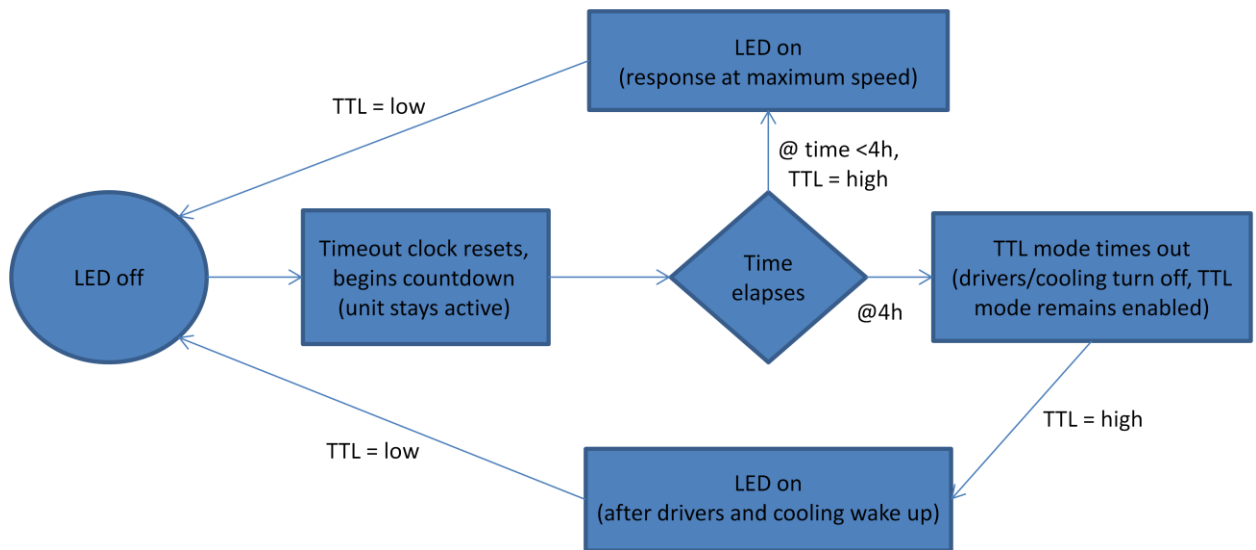 LED on
(response at maximum speed)
TTL = low
@ time <4h,
TTL = high
LED off
Timeout clock resets,
begins countdown
(unit stays active)
Time
elapses
@4h
TTL mode times out
(drivers/cooling turn off, TTL
mode remains enabled)
TTL = high
TTL = low
LED on
(after drivers and cooling wake up)